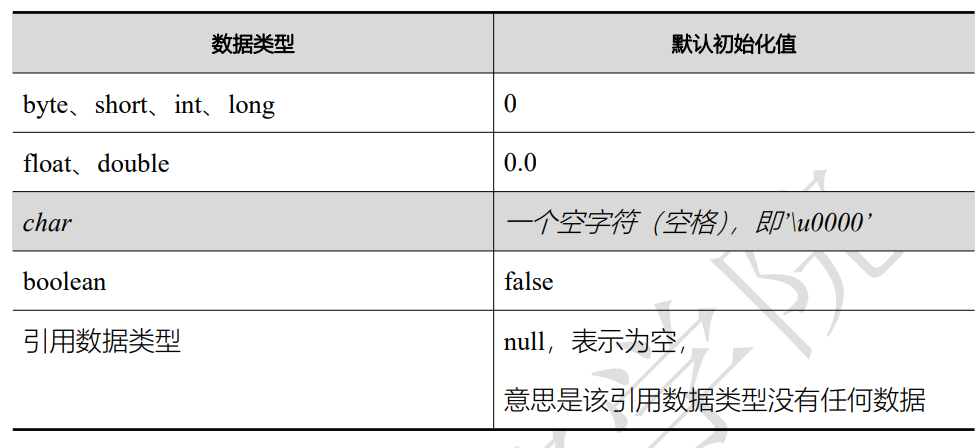 数据类型 默认初始化值
byte、short、int、long 0
float、double 0.0
char 一个空字符（空格），即’\u0000’
boolean false
引用数据类型 null，表示为空，
意思是该引用数据类型没有任何数据
学院